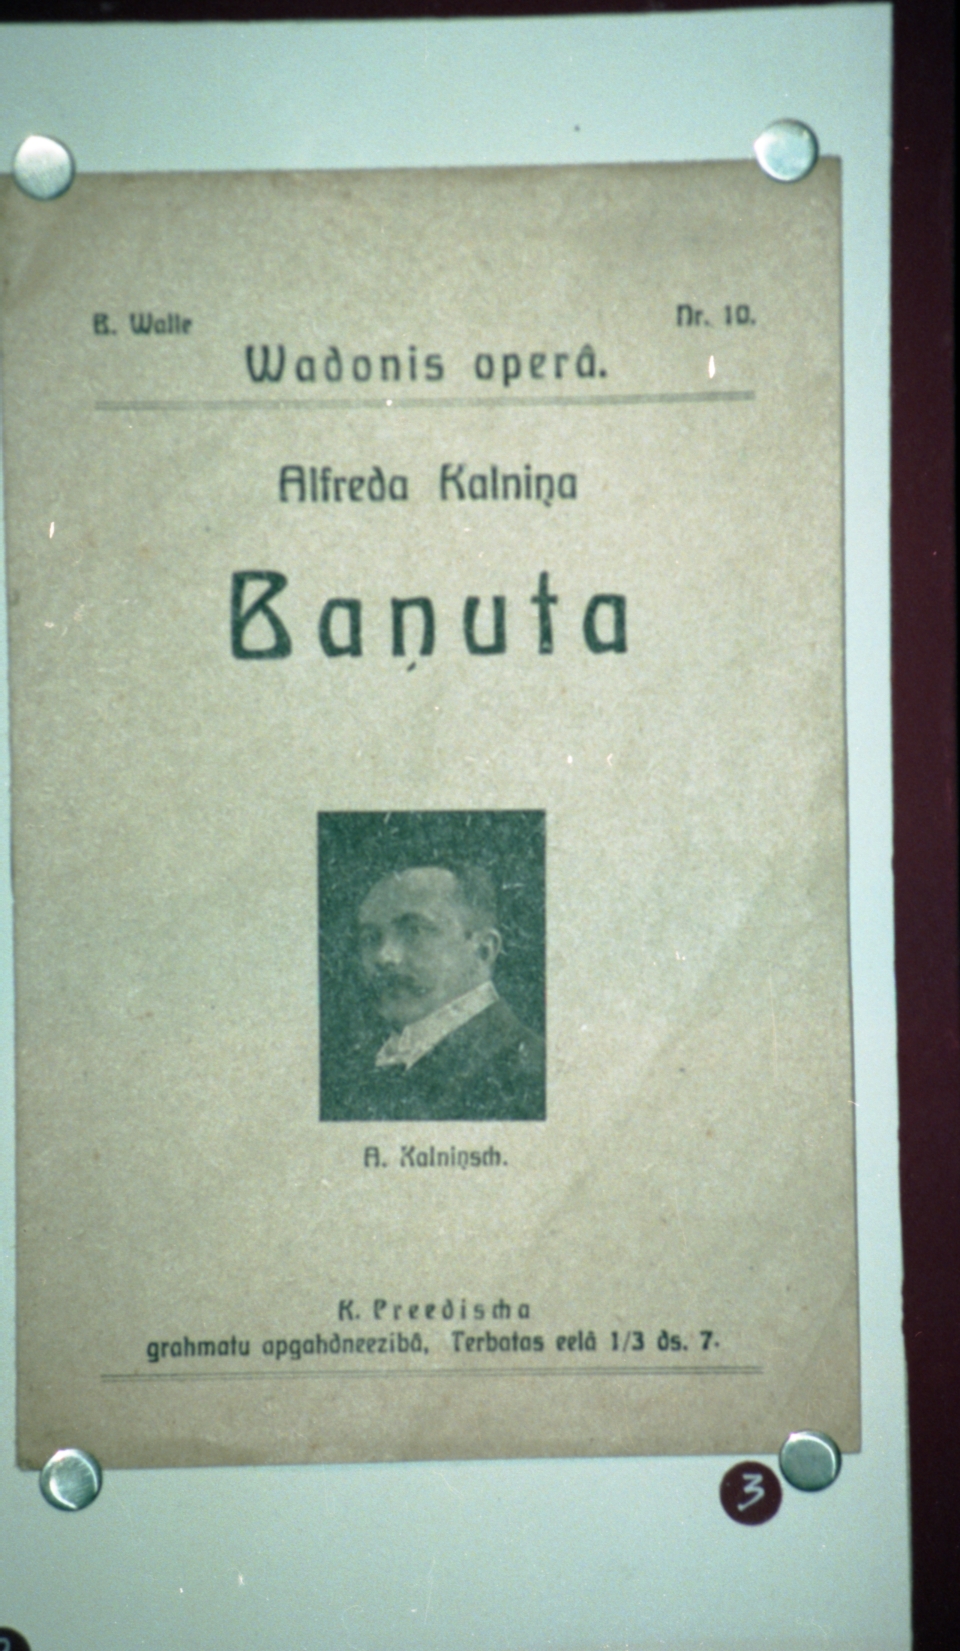 B. Walle
Nr. 10.
Wadonis operâ.
Alfreda Kalniņa
Baņuta
A. Kalniņsch.
K. Preedischa
grahmatu apgahdneezibâ, Terbatas eelâ 1/3 ds. 7.
3